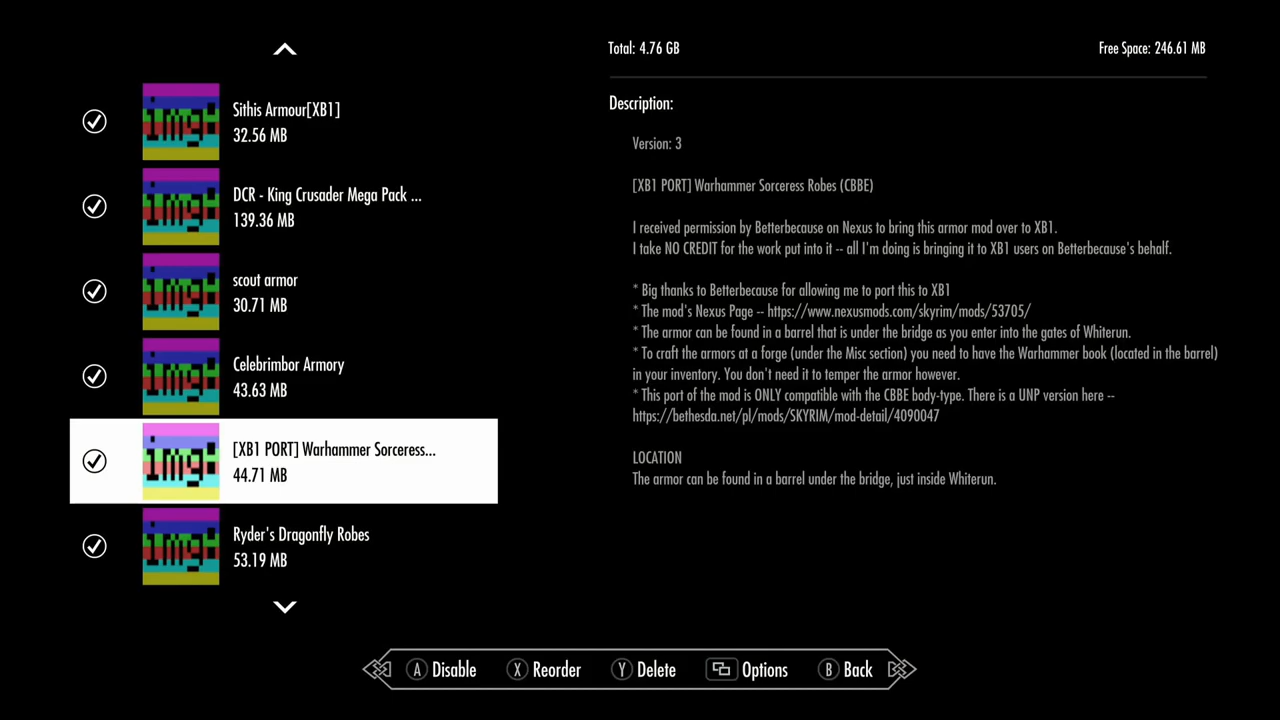 Total: 4.76 GB
Free Space: 246.61 MB
Sithis Armour[XB1]
32.56 MB
DCR - King Crusader Mega Pack ...
139.36 MB
scout armor
30.71 MB
Celebrimbor Armory
43.63 MB
[XB1 PORT] Warhammer Sorceress...
44.71 MB
Ryder's Dragonfly Robes
53.19 MB
Description:
Version: 3
[XB1 PORT] Warhammer Sorceress Robes (CBBE)
I received permission by Betterbecause on Nexus to bring this armor mod over to XB1.
I take NO CREDIT for the work put into it -- all I'm doing is bringing it to XB1 users on Betterbecause's behalf.
* Big thanks to Betterbecause for allowing me to port this to XB1
* The mod's Nexus Page -- https://www.nexusmods.com/skyrim/mods/53705/
* The armor can be found in a barrel that is under the bridge as you enter into the gates of Whiterun.
* To craft the armors at a forge (under the Misc section) you need to have the Warhammer book (located in the barrel)
in your inventory. You don't need it to temper the armor however.
* This port of the mod is ONLY compatible with the CBBE body-type. There is a UNP version here --
https://bethesda.net/pl/mods/SKYRIM/mod-detail/4090047
LOCATION
The armor can be found in a barrel under the bridge, just inside Whiterun.
A Disable X Reorder Y Delete Options B Back